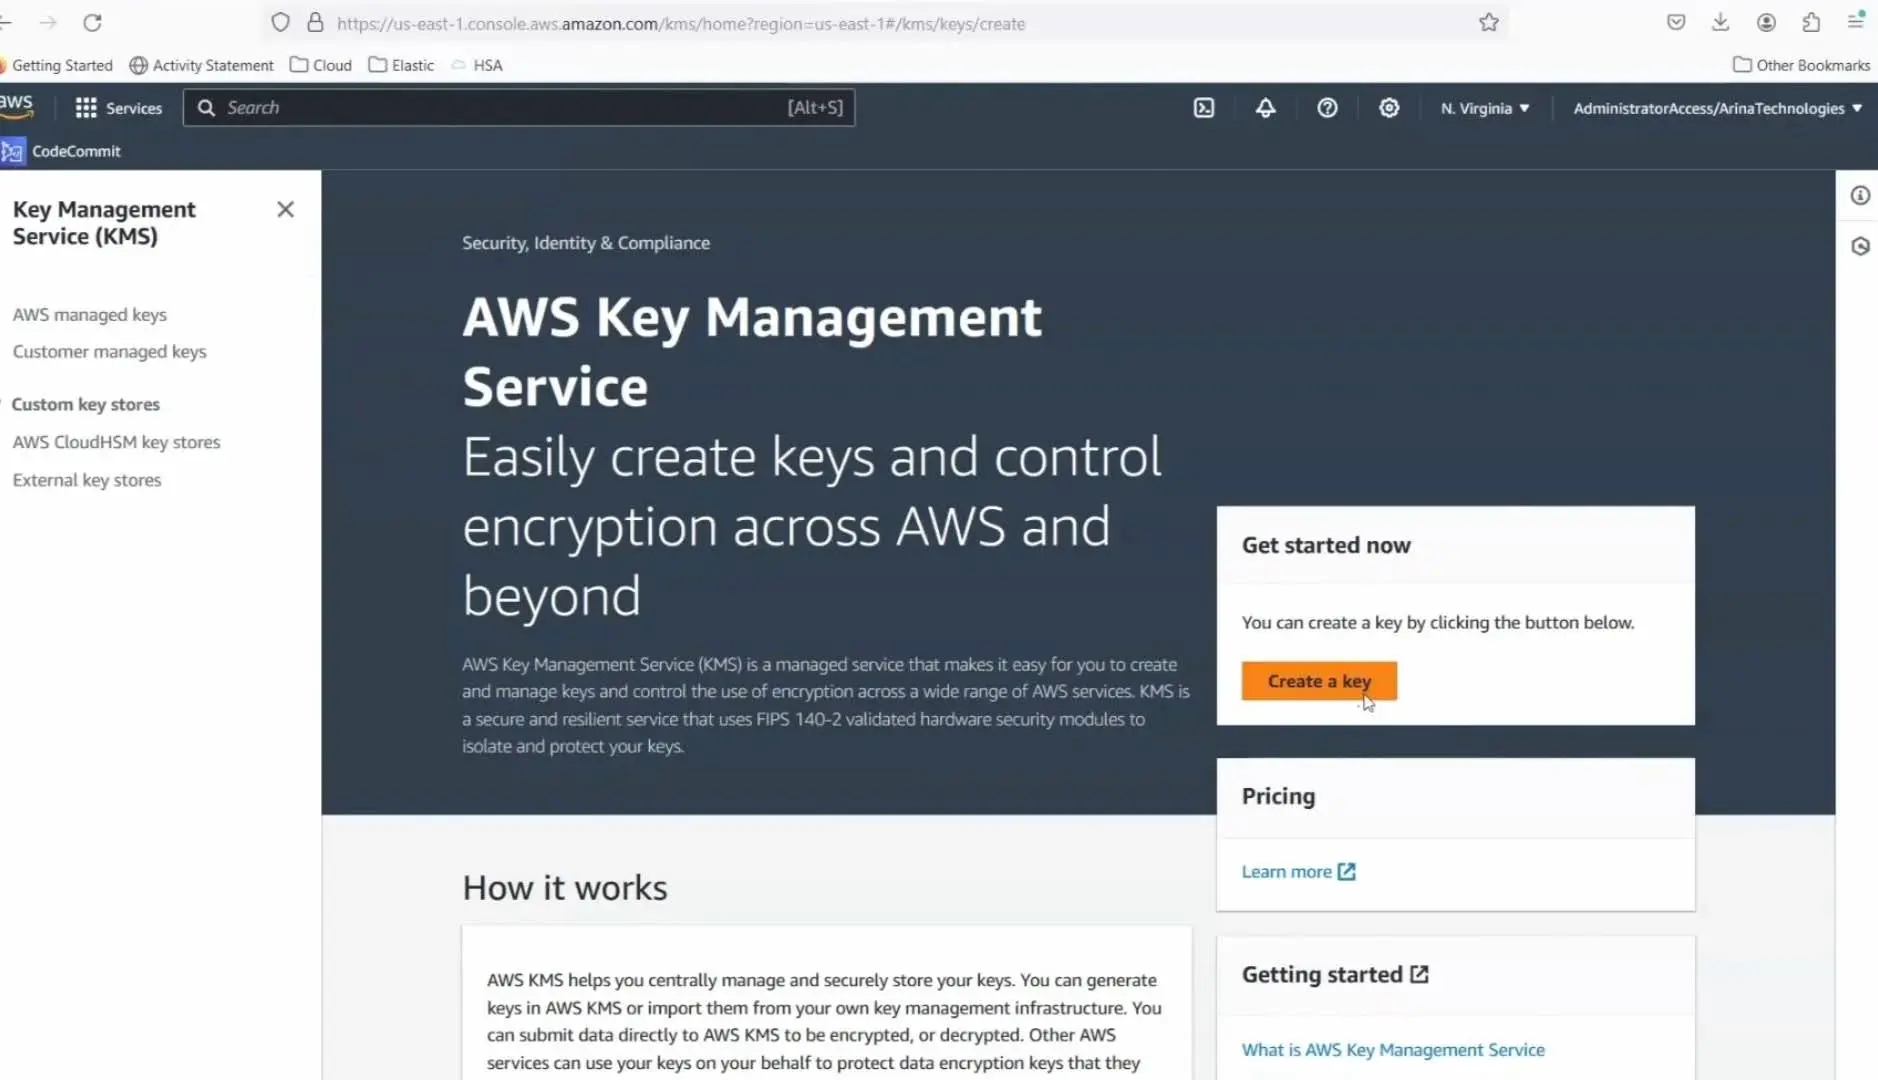 https://us-east-1.console.aws.amazon.com/kms/home?region=us-east-1#/kms/keys/create
Getting Started Activity Statement Cloud Elastic HSA Other Bookmarks
aws Services Search [Alt+S] N. Virginia AdministratorAccess/ArinaTechnologies
CodeCommit
Key Management
Service (KMS)
AWS managed keys
Customer managed keys
Custom key stores
AWS CloudHSM key stores
External key stores
Security, Identity & Compliance
AWS Key Management
Service
Easily create keys and control
encryption across AWS and
beyond
AWS Key Management Service (KMS) is a managed service that makes it easy for you to create
and manage keys and control the use of encryption across a wide range of AWS services. KMS is
a secure and resilient service that uses FIPS 140-2 validated hardware security modules to
isolate and protect your keys.
Get started now
You can create a key by clicking the button below.
Create a key
Pricing
Learn more
How it works
AWS KMS helps you centrally manage and securely store your keys. You can generate
keys in AWS KMS or import them from your own key management infrastructure. You
can submit data directly to AWS KMS to be encrypted, or decrypted. Other AWS
services can use your keys on your behalf to protect data encryption keys that they
Getting started
What is AWS Key Management Service